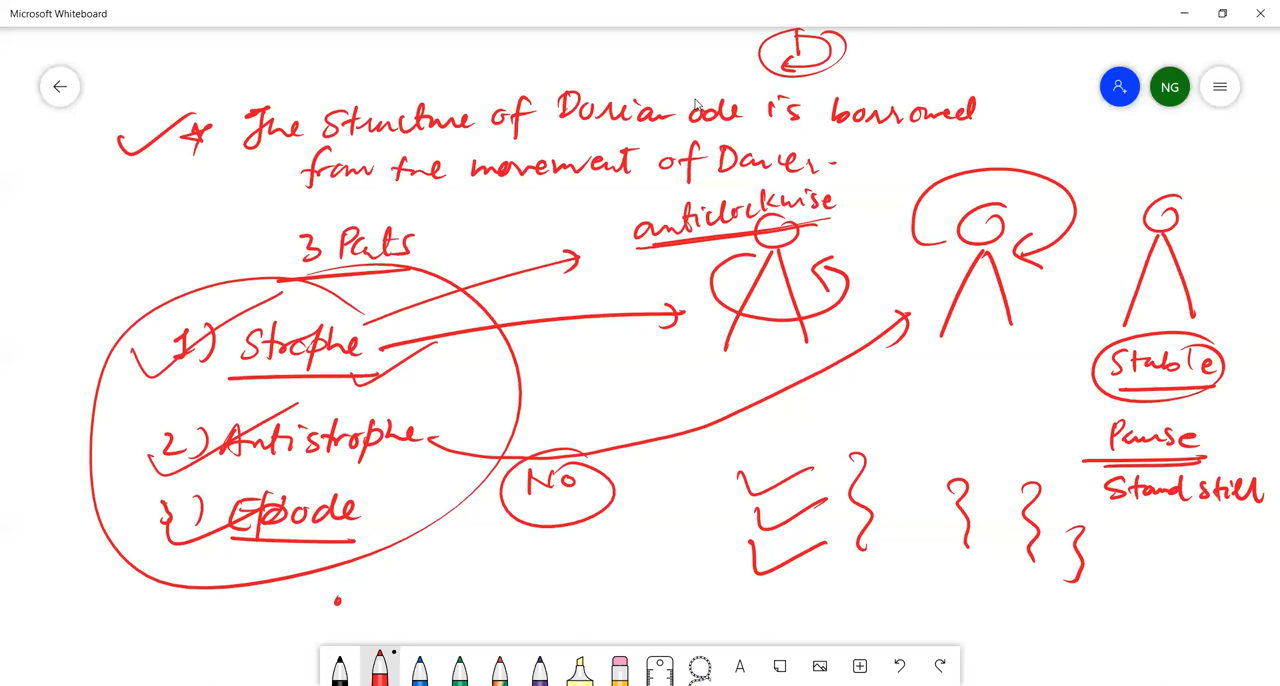 Microsoft Whiteboard
NG
The structure of Dorian ode is borrowed
from the movement of Dancer.
anticlockwise
3 Parts
1) Strophe
2) Antistrophe
3) Epode
No
Stable
Pause
Stand still
A